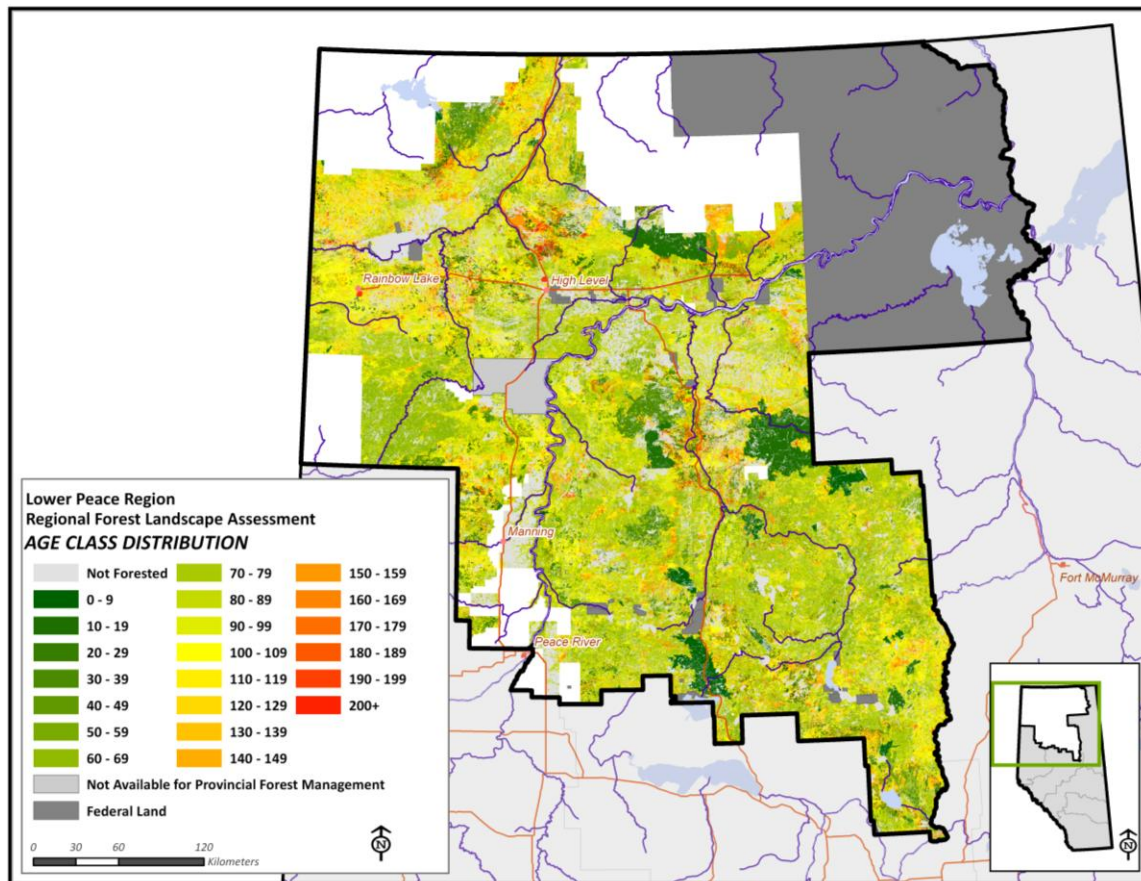 Rainbow Lake
High Level
Manning
Peace River
Fort McMurray
Lower Peace Region
Regional Forest Landscape Assessment
AGE CLASS DISTRIBUTION
Not Forested
0 - 9
10 - 19
20 - 29
30 - 39
40 - 49
50 - 59
60 - 69
70 - 79
80 - 89
90 - 99
100 - 109
110 - 119
120 - 129
130 - 139
140 - 149
150 - 159
160 - 169
170 - 179
180 - 189
190 - 199
200+
Not Available for Provincial Forest Management
Federal Land
0 30 60 120
Kilometers
N
N